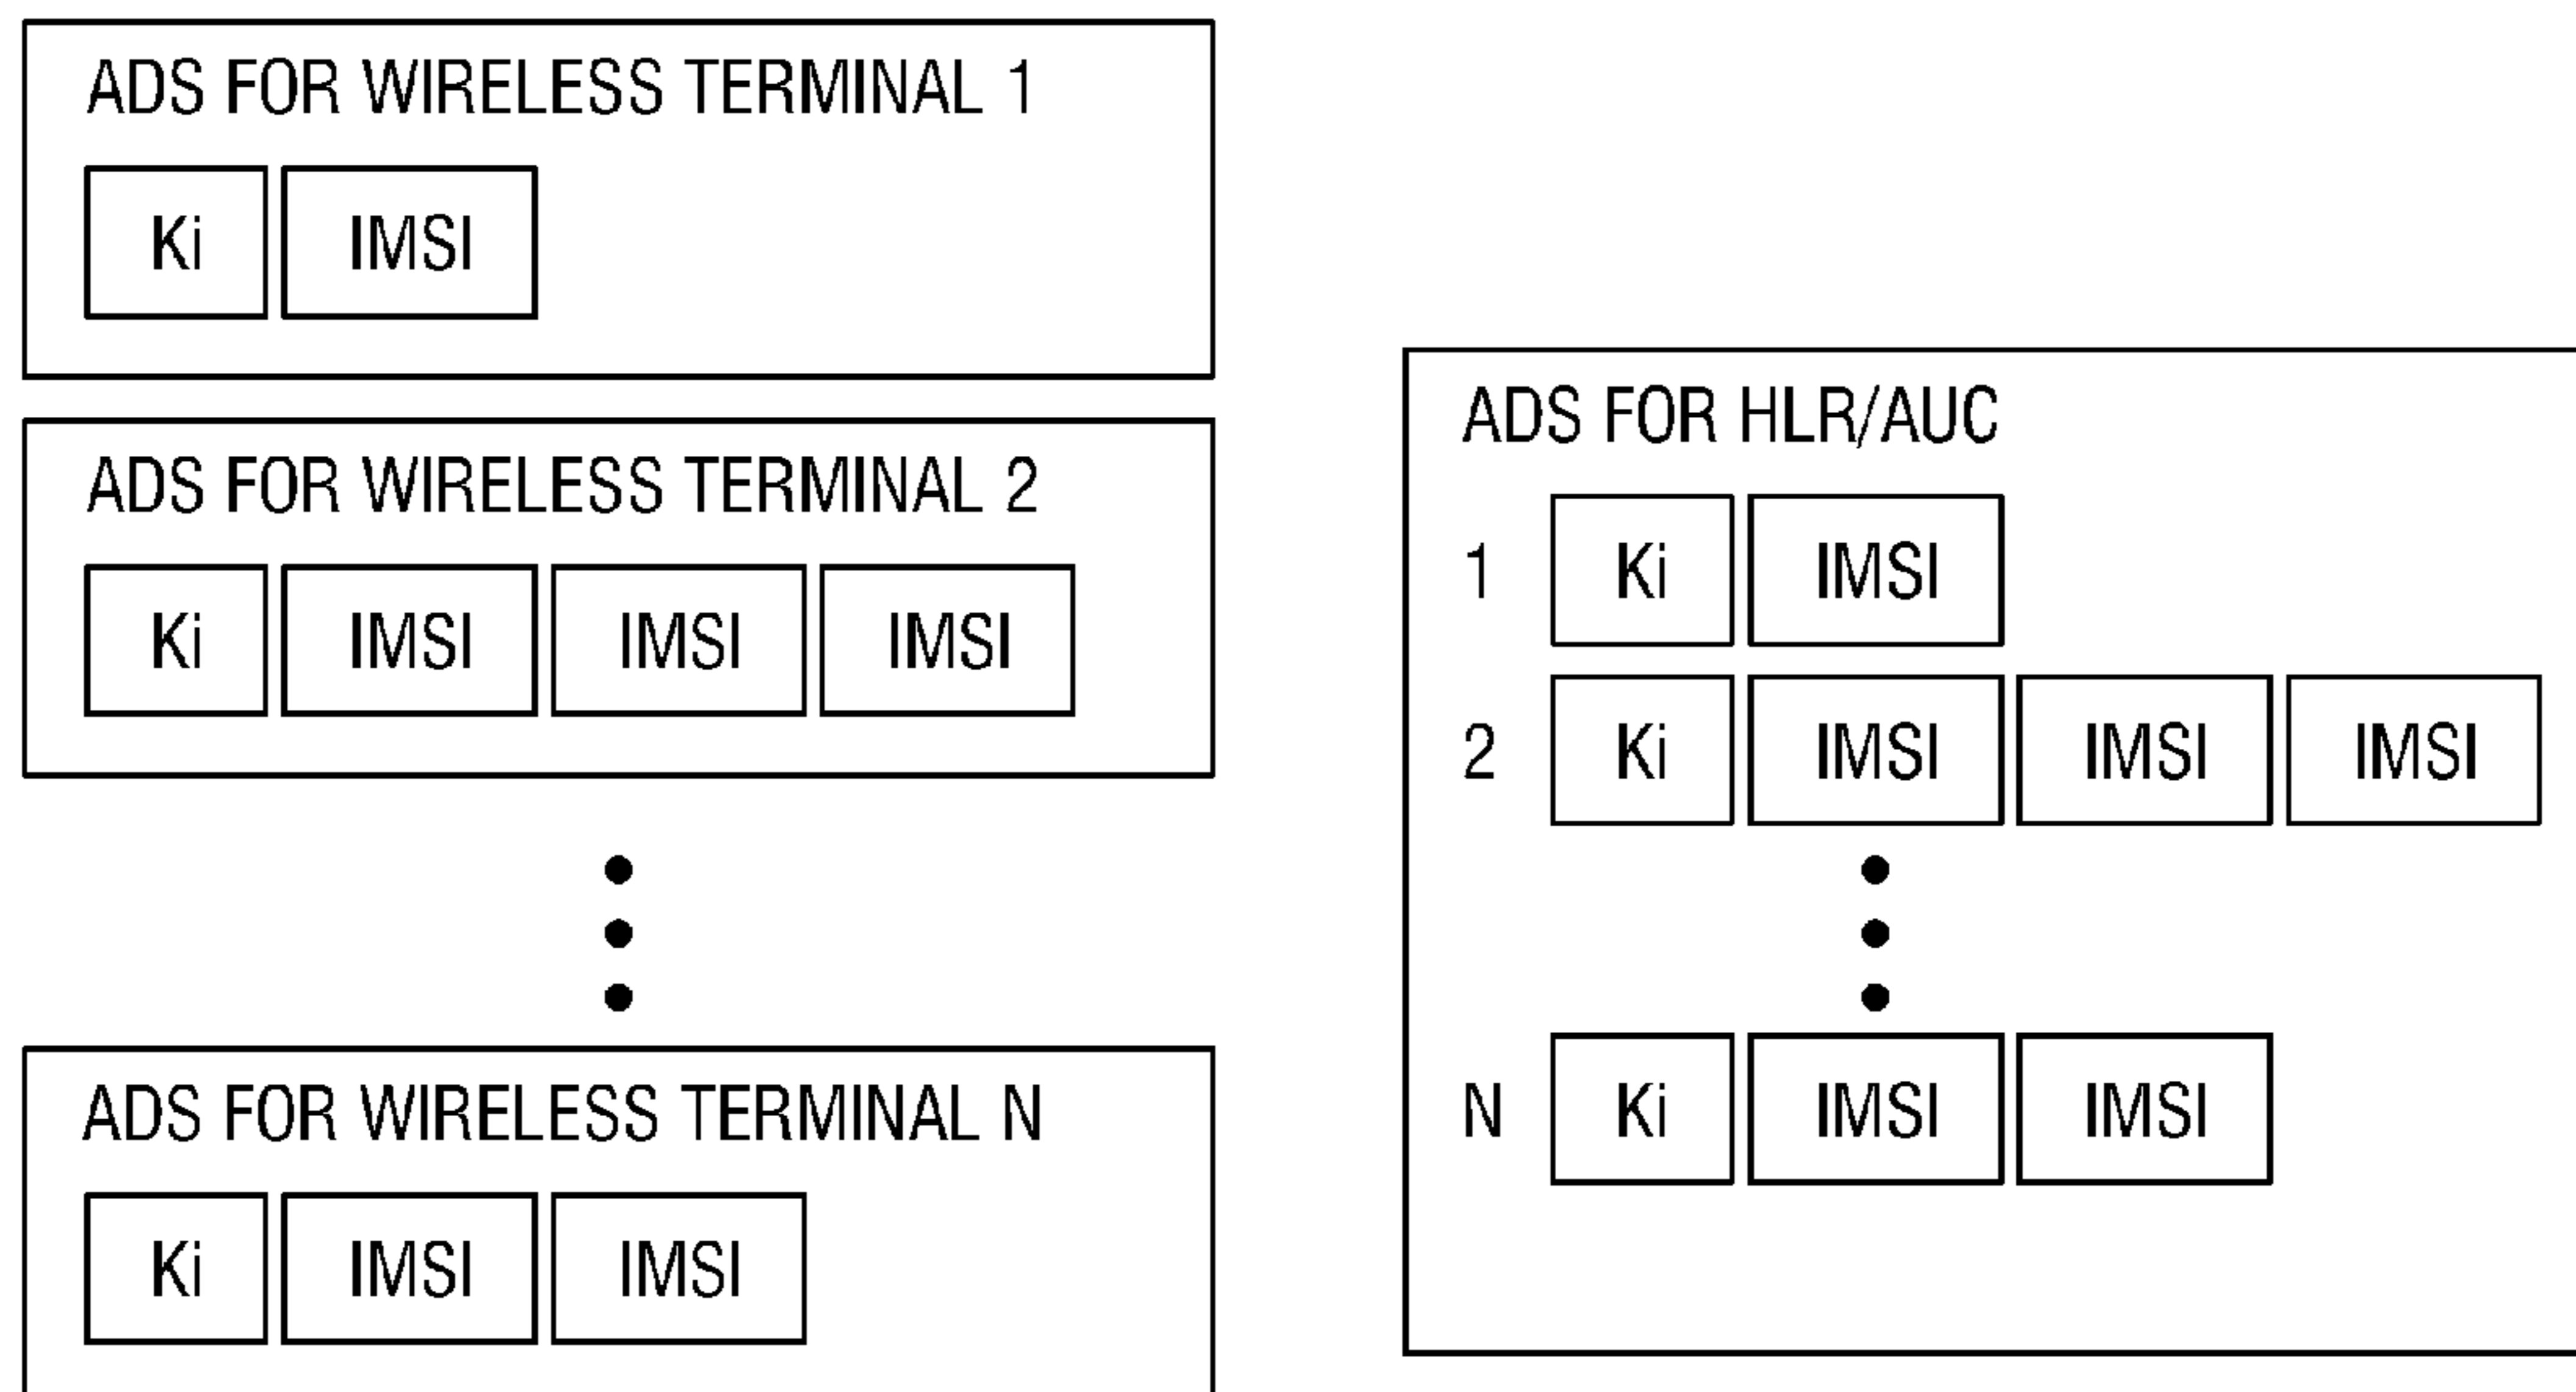 ADS FOR WIRELESS TERMINAL 1
Ki IMSI
ADS FOR WIRELESS TERMINAL 2
Ki IMSI IMSI IMSI
ADS FOR WIRELESS TERMINAL N
Ki IMSI IMSI
ADS FOR HLR/AUC
1 Ki IMSI
2 Ki IMSI IMSI IMSI
N Ki IMSI IMSI